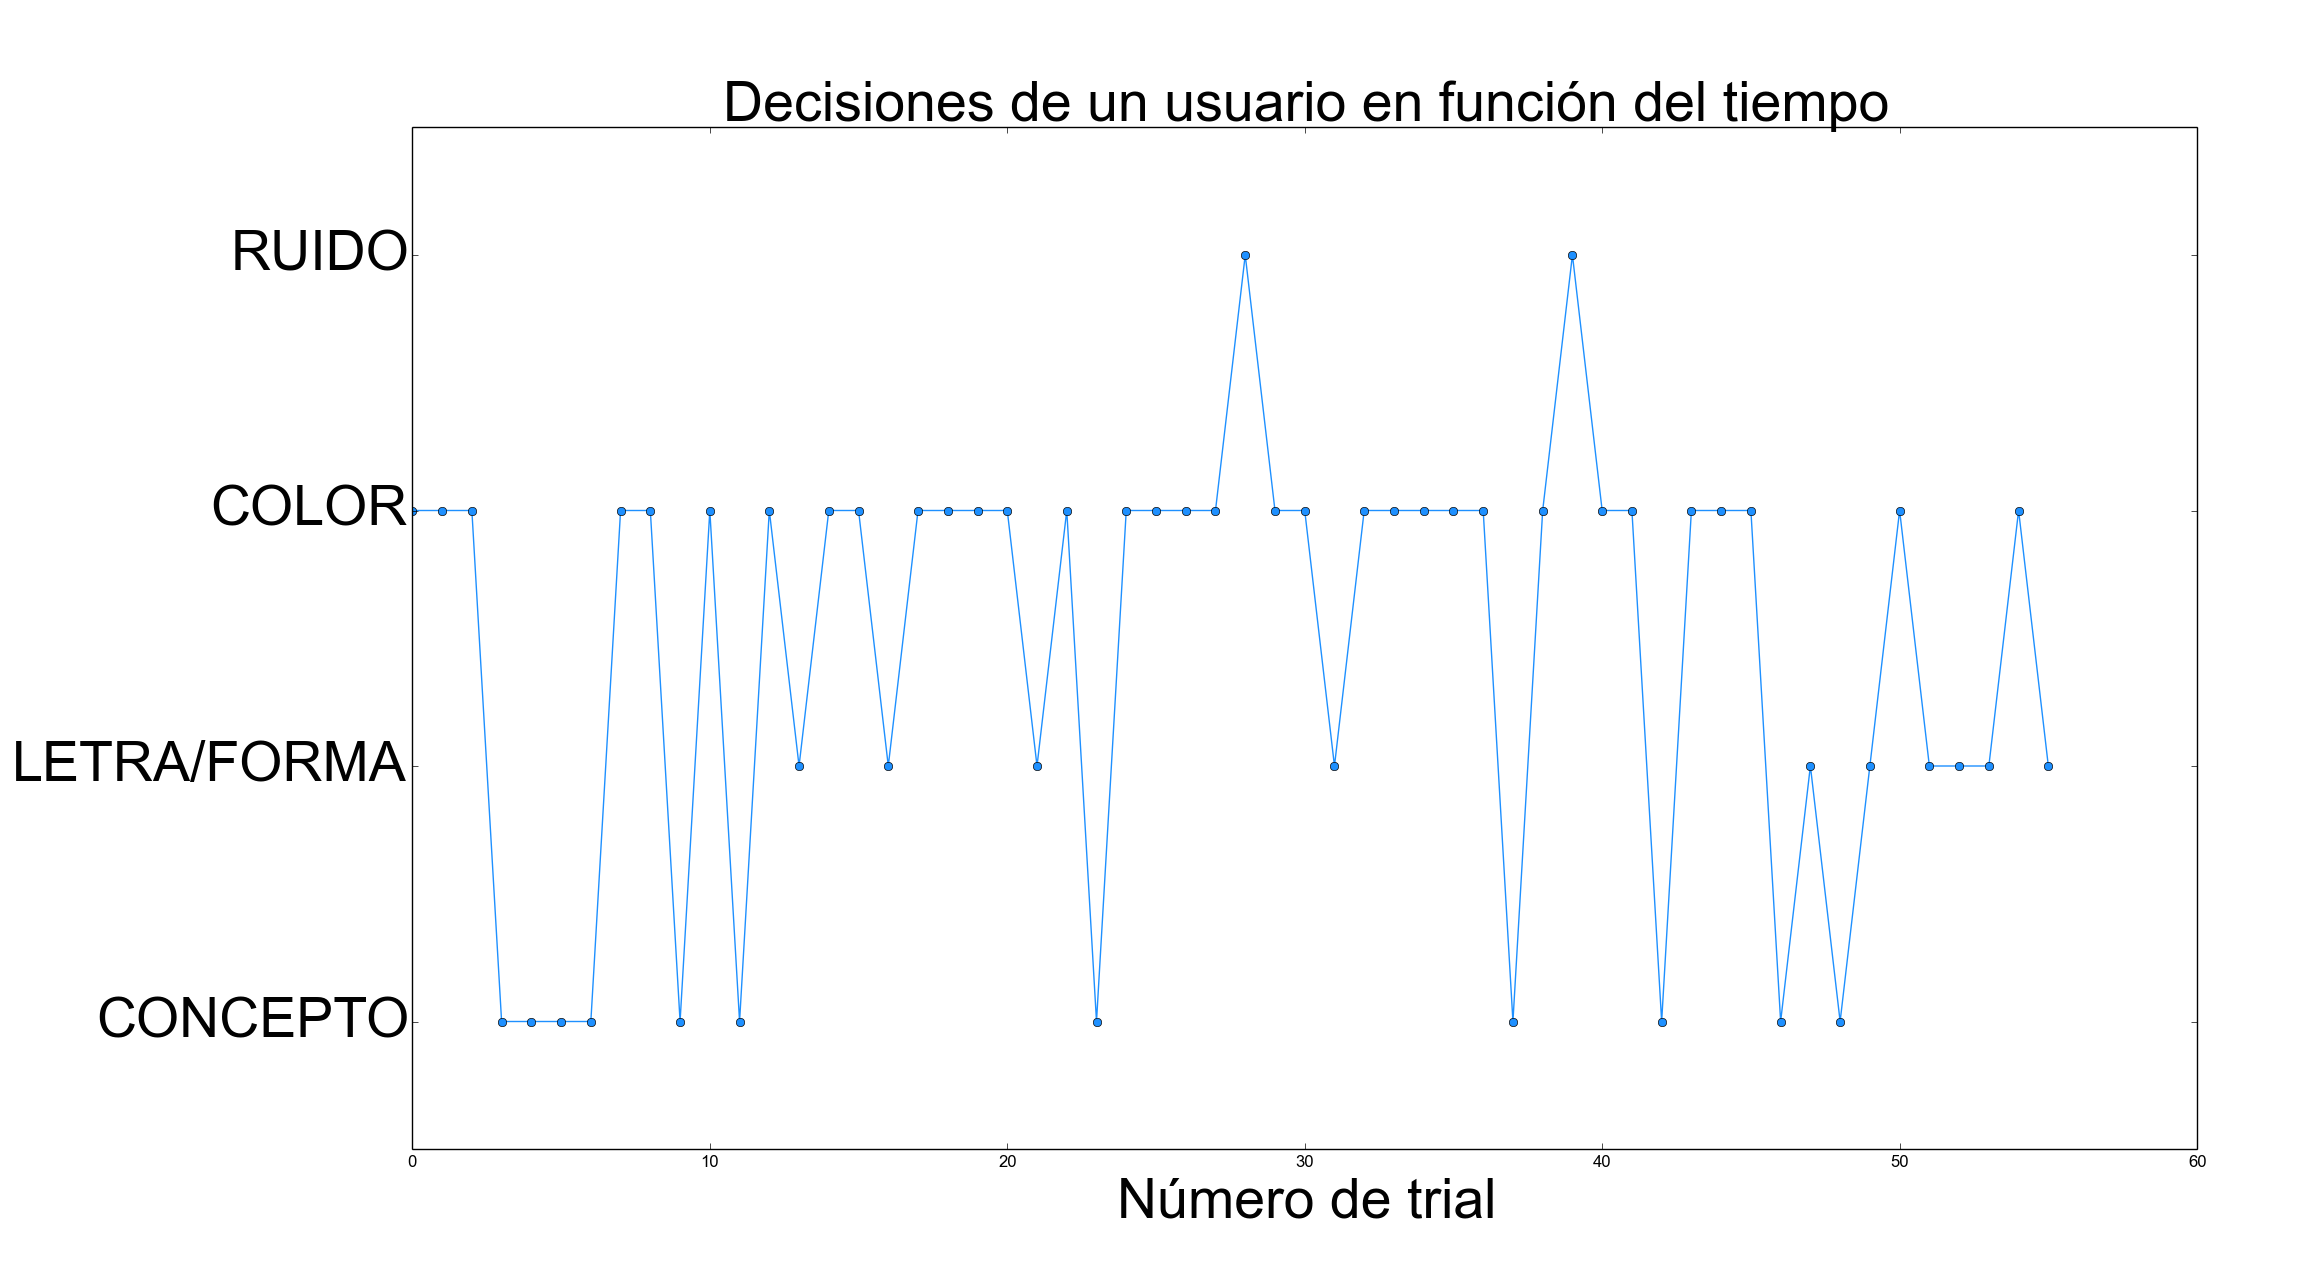 Decisiones de un usuario en función del tiempo
RUIDO
COLOR
LETRA/FORMA
CONCEPTO
0 10 20 30 40 50 60
Número de trial